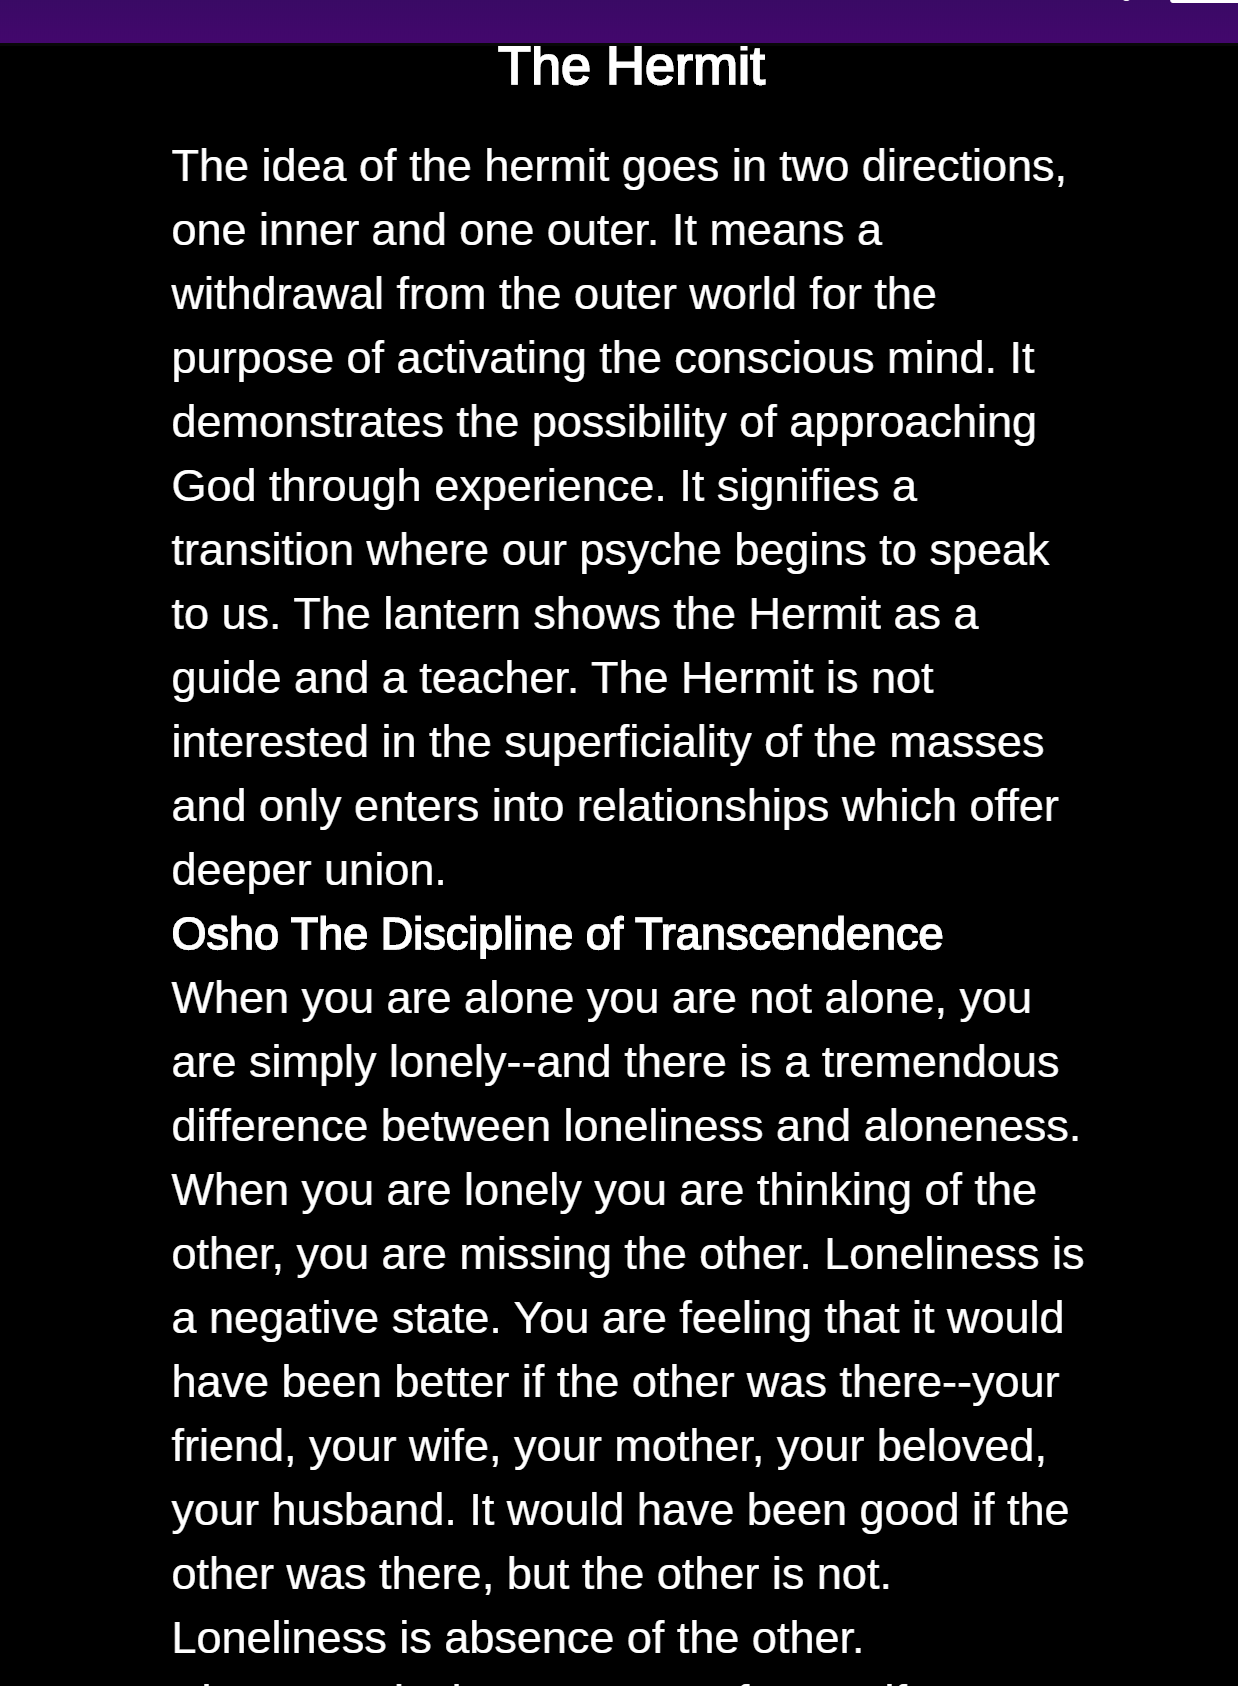 The Hermit
The idea of the hermit goes in two directions,
one inner and one outer. It means a
withdrawal from the outer world for the
purpose of activating the conscious mind. It
demonstrates the possibility of approaching
God through experience. It signifies a
transition where our psyche begins to speak
to us. The lantern shows the Hermit as a
guide and a teacher. The Hermit is not
interested in the superficiality of the masses
and only enters into relationships which offer
deeper union.
Osho The Discipline of Transcendence
When you are alone you are not alone, you
are simply lonely--and there is a tremendous
difference between loneliness and aloneness.
When you are lonely you are thinking of the
other, you are missing the other. Loneliness is
a negative state. You are feeling that it would
have been better if the other was there--your
friend, your wife, your mother, your beloved,
your husband. It would have been good if the
other was there, but the other is not.
Loneliness is absence of the other.